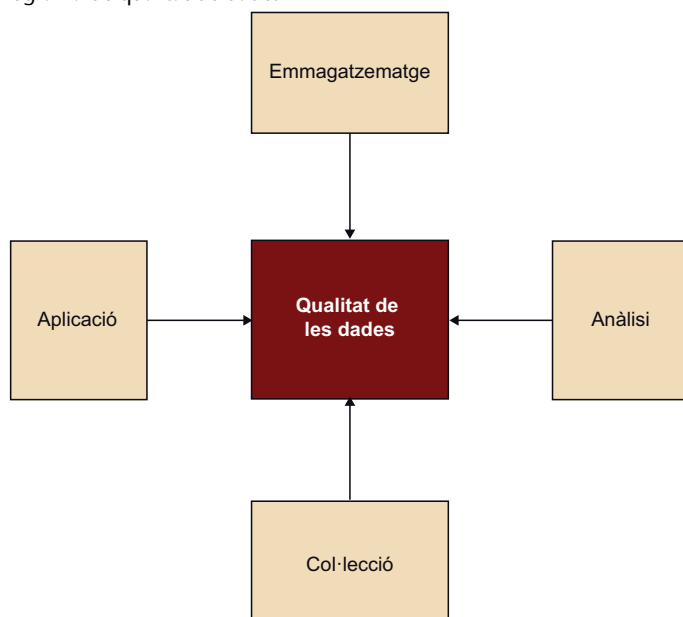 Emmagatzematge
Aplicació
Qualitat de
les dades
Anàlisi
Col·lecció